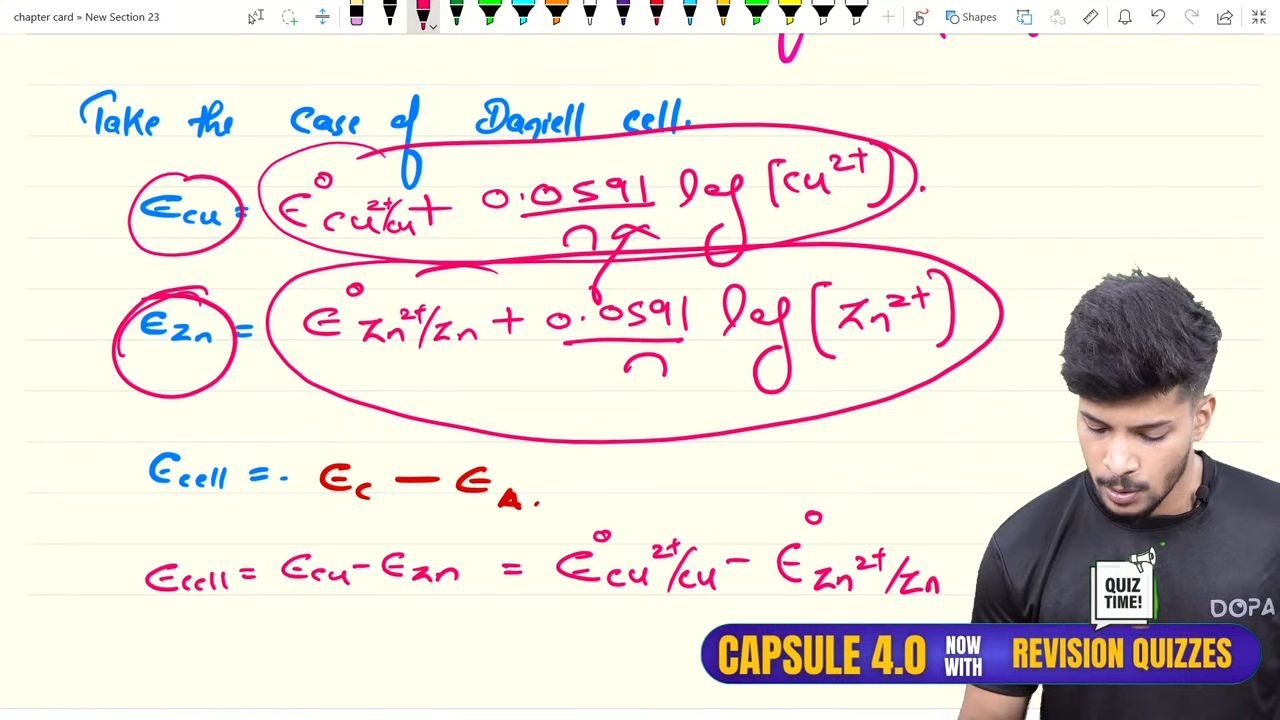 chapter card » New Section 23
Shapes
Take the case of Daniell cell.
ECu = E° Cu2+/Cu + 0.0591/n log [Cu2+].
EZn = E° Zn2+/Zn + 0.0591/n log [Zn2+]
Ecell = . EC — EA.
Ecell = ECu - EZn = E° Cu2+/Cu - E° Zn2+/Zn
QUIZ
TIME!
DOPA
CAPSULE 4.0 NOW WITH REVISION QUIZZES